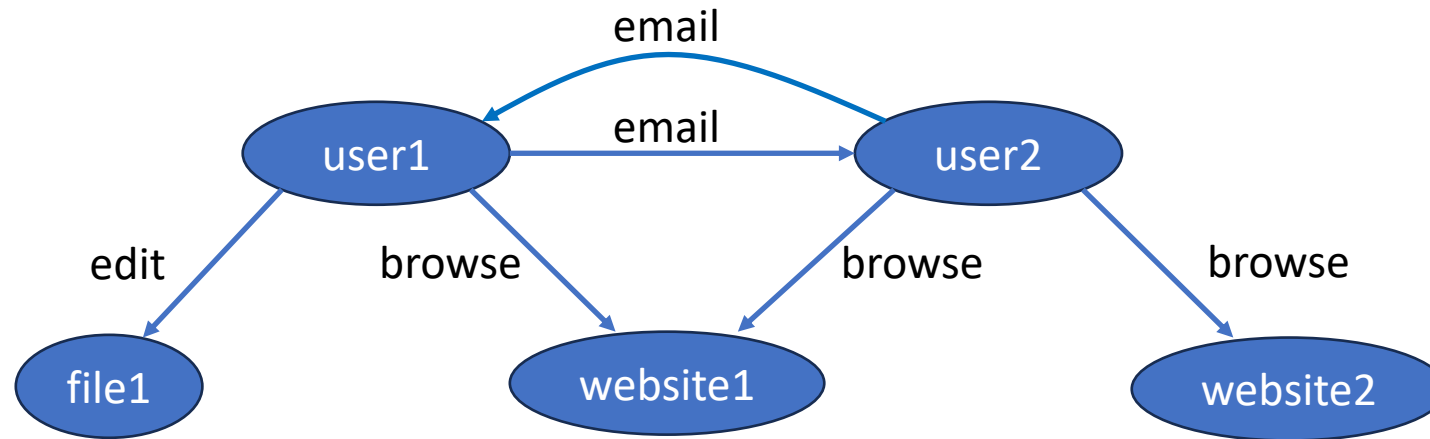 email
email
user1
user2
edit
browse
browse
browse
file1
website1
website2